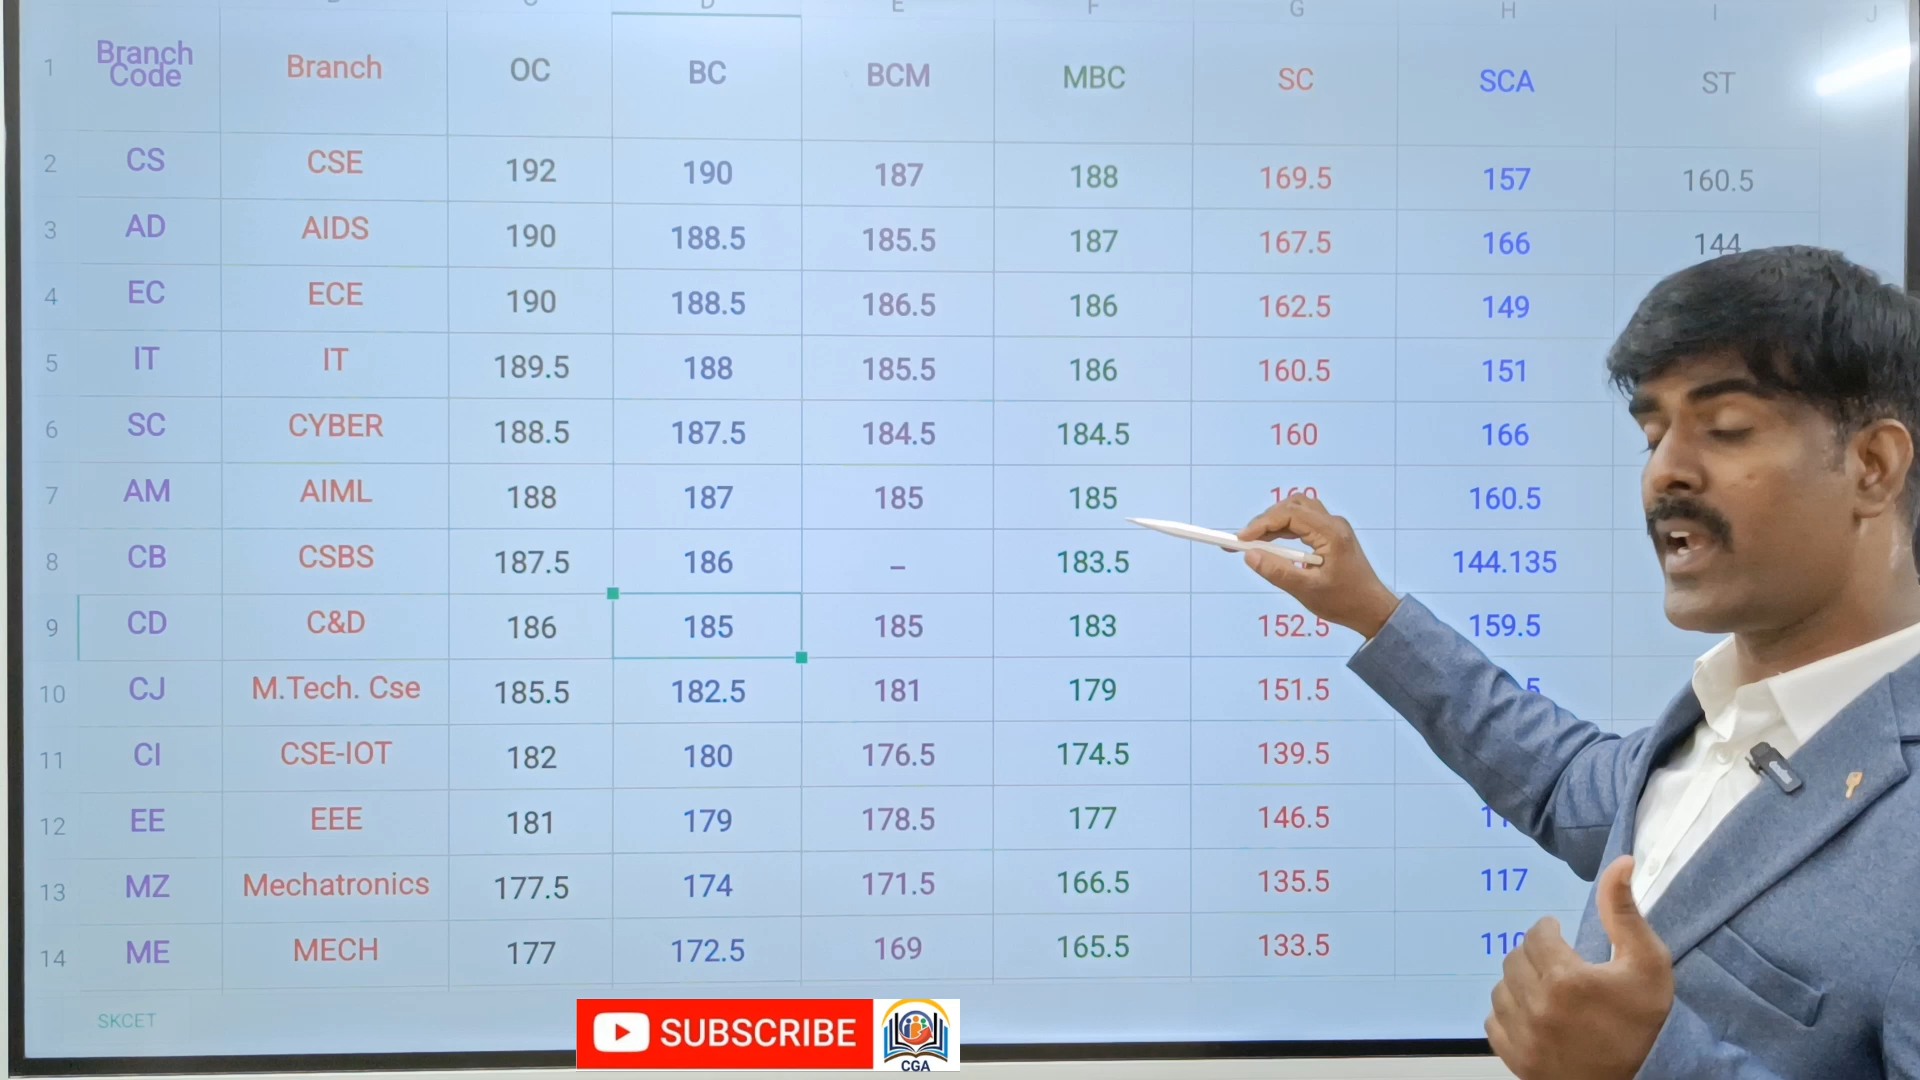 C D E F G H I J
1 Branch Code Branch OC BC BCM MBC SC SCA ST
2 CS CSE 192 190 187 188 169.5 157 160.5
3 AD AIDS 190 188.5 185.5 187 167.5 166 144
4 EC ECE 190 188.5 186.5 186 162.5 149
5 IT IT 189.5 188 185.5 186 160.5 151
6 SC CYBER 188.5 187.5 184.5 184.5 160 166
7 AM AIML 188 187 185 185 160 160.5
8 CB CSBS 187.5 186 – 183.5 144.135
9 CD C&D 186 185 185 183 152.5 159.5
10 CJ M.Tech. Cse 185.5 182.5 181 179 151.5
11 CI CSE-IOT 182 180 176.5 174.5 139.5
12 EE EEE 181 179 178.5 177 146.5
13 MZ Mechatronics 177.5 174 171.5 166.5 135.5 117
14 ME MECH 177 172.5 169 165.5 133.5 110
SKCET
SUBSCRIBE
CGA